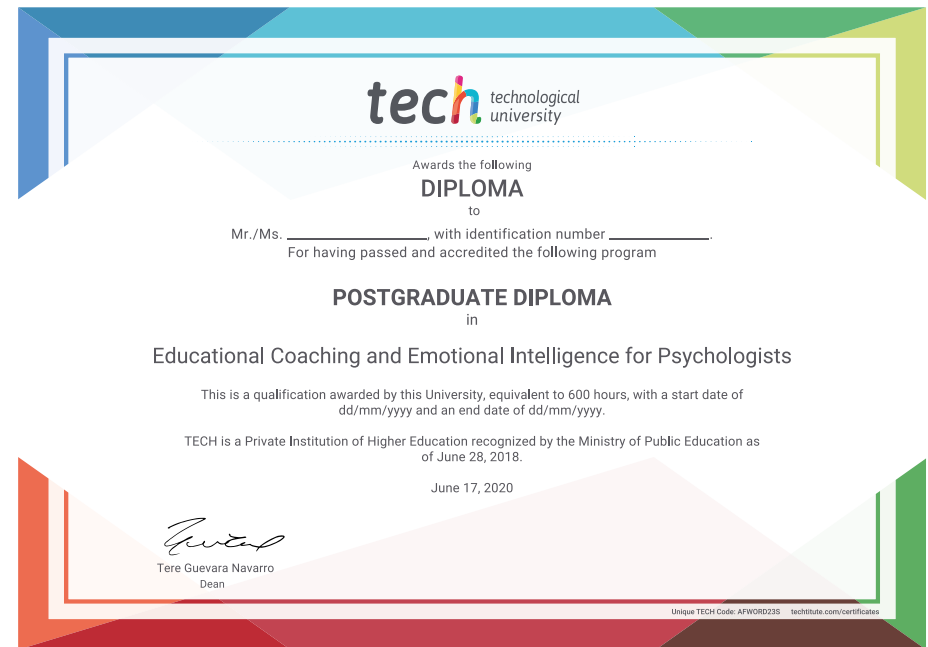 tech technological
university
Awards the following
DIPLOMA
to
Mr./Ms. ____________________, with identification number ______________.
For having passed and accredited the following program
POSTGRADUATE DIPLOMA
in
Educational Coaching and Emotional Intelligence for Psychologists
This is a qualification awarded by this University, equivalent to 600 hours, with a start date of
dd/mm/yyyy and an end date of dd/mm/yyyy.
TECH is a Private Institution of Higher Education recognized by the Ministry of Public Education as
of June 28, 2018.
June 17, 2020
Tere Guevara Navarro
Dean
Unique TECH Code: AFWORD23S techtitute.com/certificates